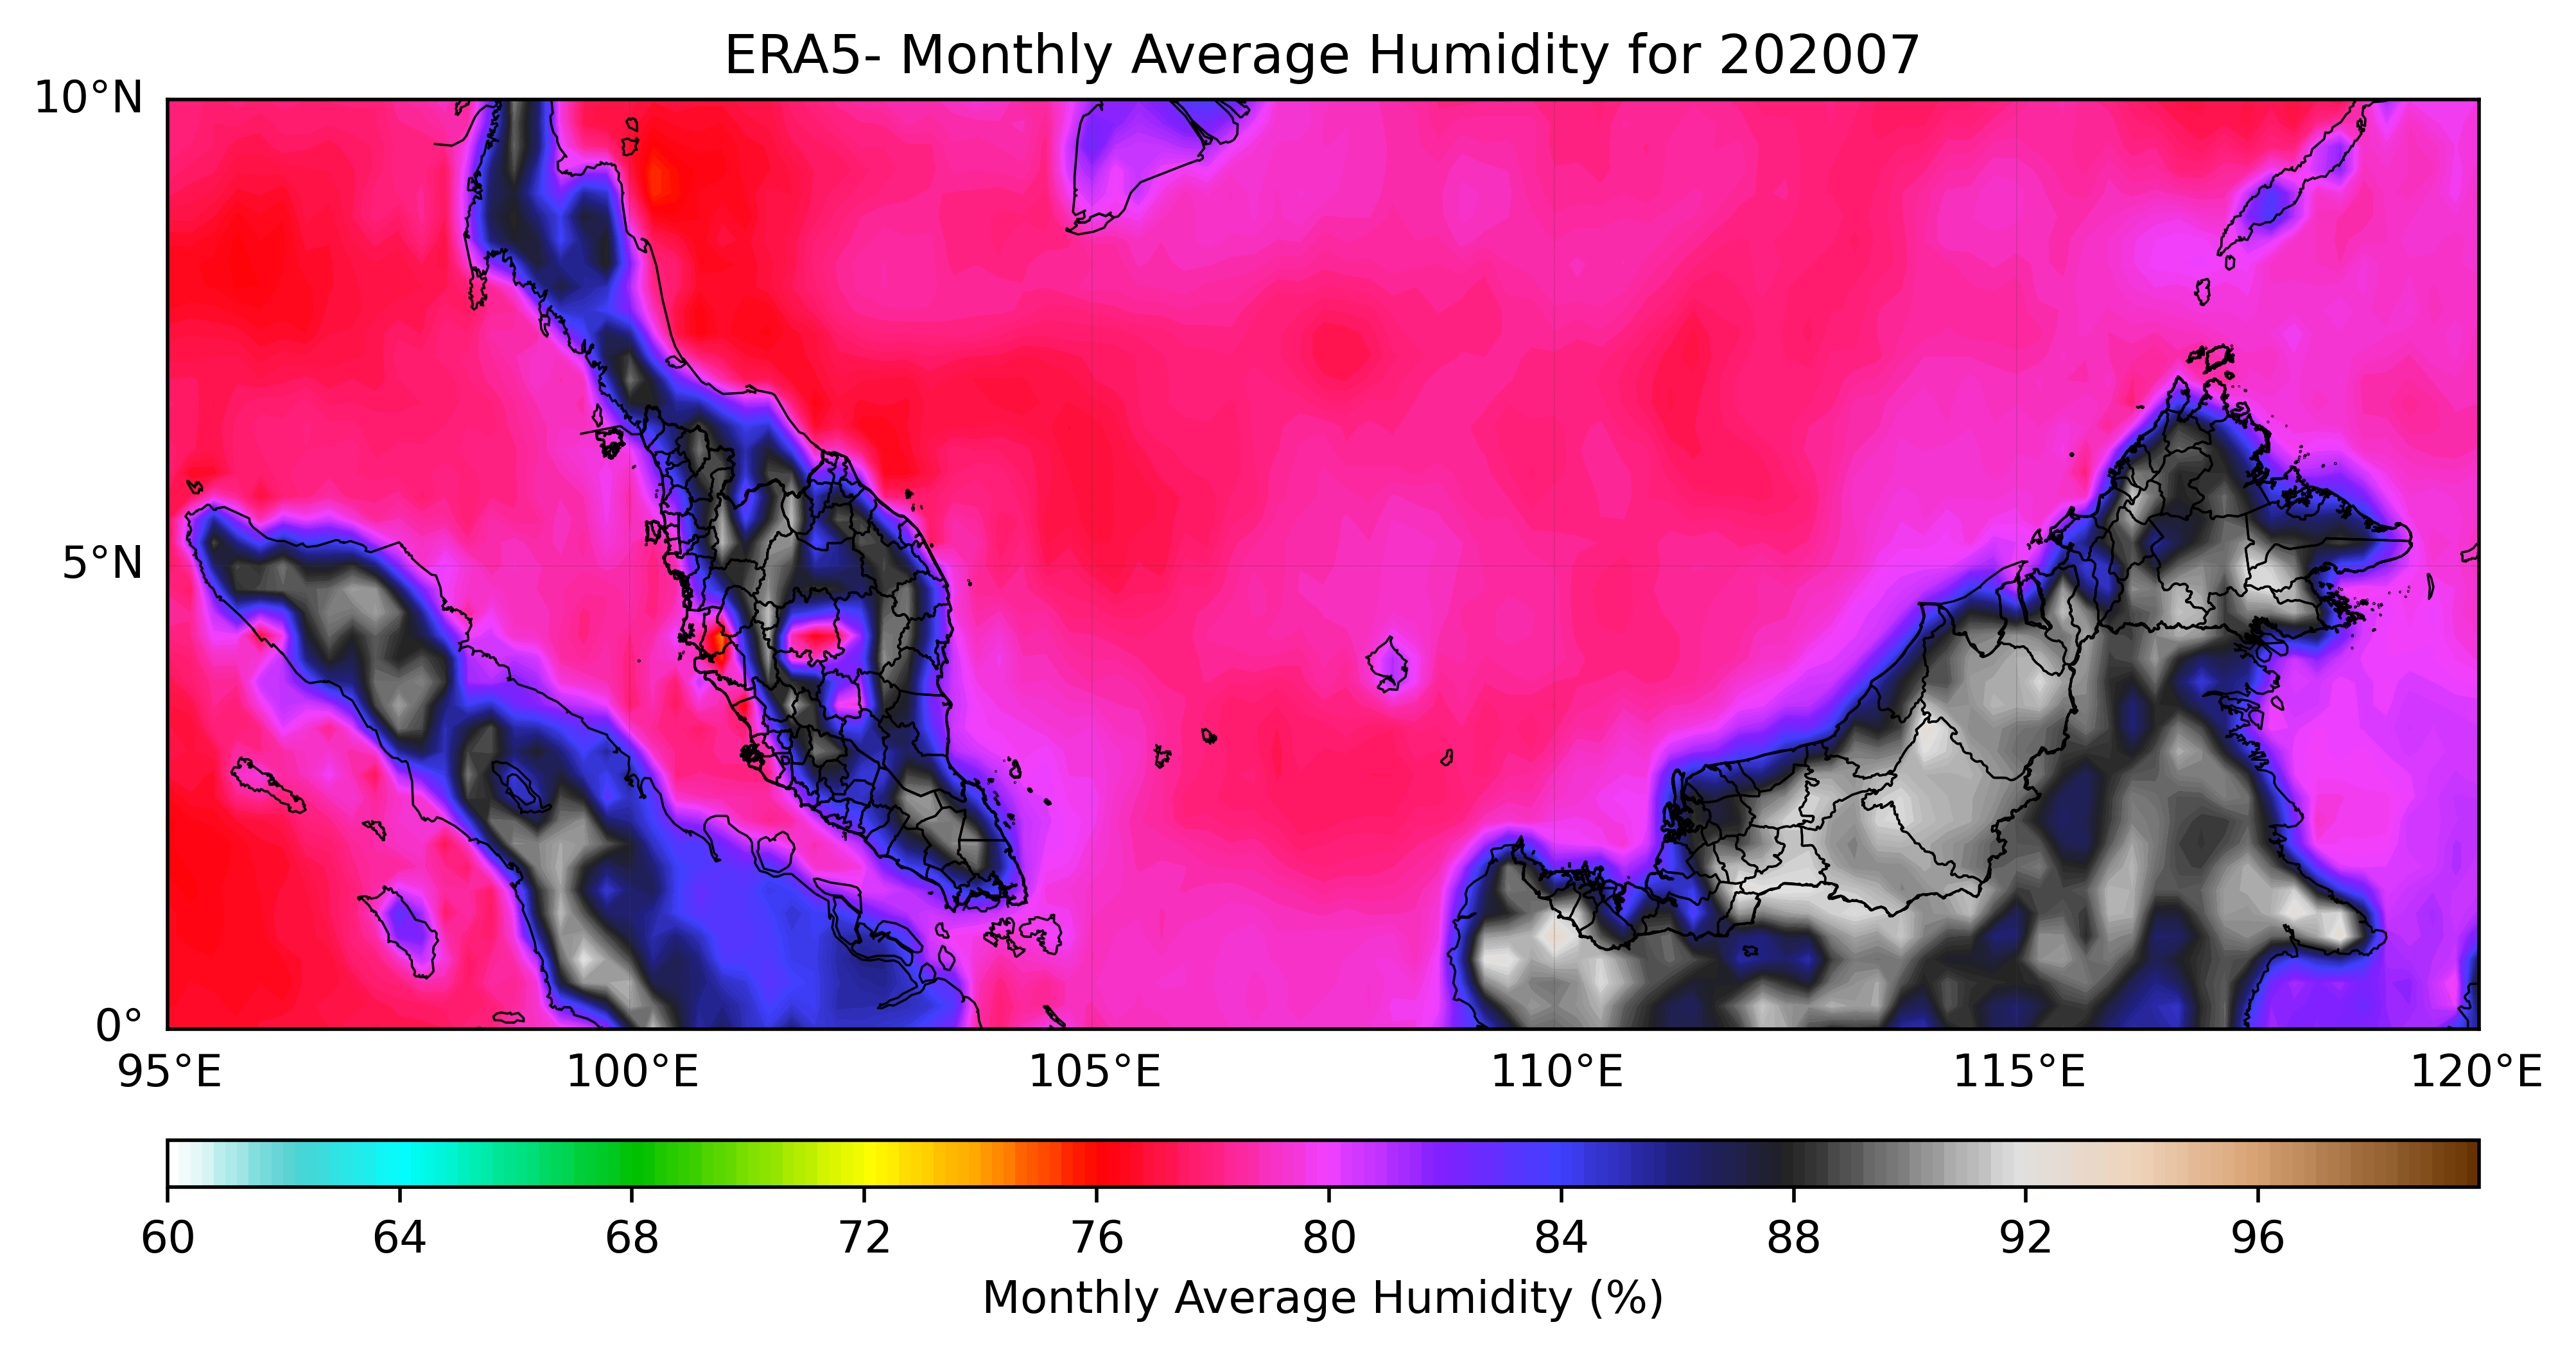 ERA5- Monthly Average Humidity for 202007
10°N
5°N
0°
95°E 100°E 105°E 110°E 115°E 120°E
60 64 68 72 76 80 84 88 92 96
Monthly Average Humidity (%)